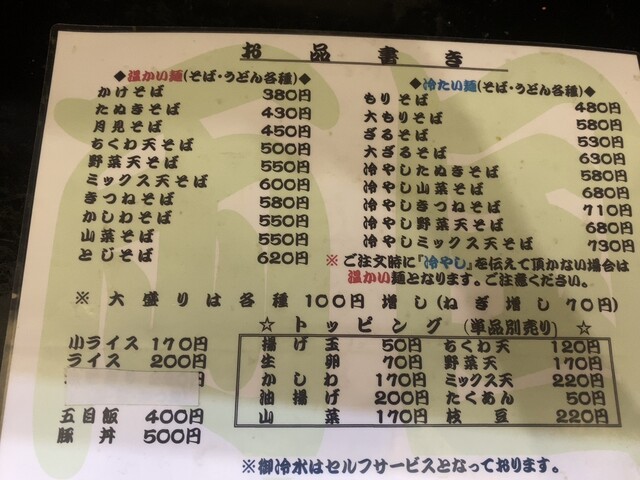 お品書き
◆温かい麺(そば・うどん各種)◆
かけそば 380円
たぬきそば 430円
月見そば 450円
ちくわ天そば 500円
野菜天そば 550円
ミックス天そば 600円
きつねそば 580円
かしわそば 550円
山菜そば 550円
とじそば 620円
◆冷たい麺(そば・うどん各種)◆
もりそば 480円
大もりそば 580円
ざるそば 530円
大ざるそば 630円
冷やしたぬきそば 580円
冷やし山菜そば 680円
冷やしきつねそば 710円
冷やし野菜天そば 680円
冷やしミックス天そば 730円
※ご注文時に『冷やし』を伝えて頂かない場合は
温かい麺となります。ご注意ください。
※ 大盛りは各種 100円 増し(ねぎ増し 70円)
小ライス 170円
ライス 200円
五目飯 400円
豚丼 500円
☆ トッピング (単品別売り) ☆
揚げ玉 50円 ちくわ天 120円
生卵 70円 野菜天 170円
かしわ 170円 ミックス天 220円
油揚げ 200円 たくあん 50円
山菜 170円 枝豆 220円
※御冷水はセルフサービスとなっております。